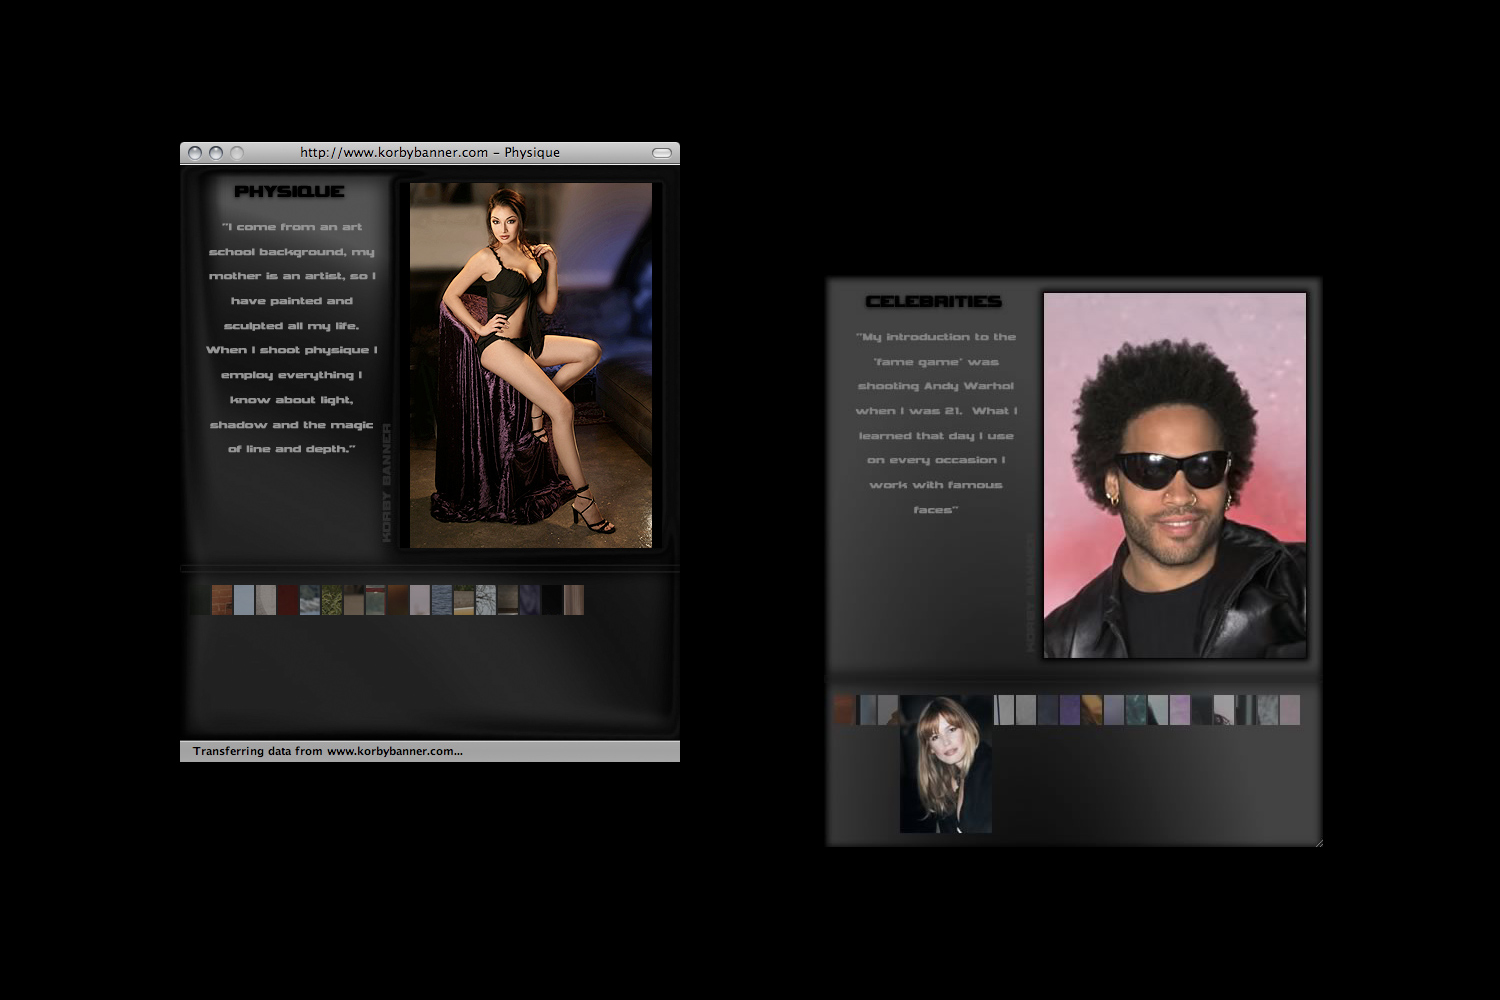 http://www.korbybanner.com – Physique
PHYSIQUE
"I come from an art
school background, my
mother is an artist, so I
have painted and
sculpted all my life.
When I shoot physique I
employ everything I
know about light,
shadow and the magic
of line and depth."
KORBY BANNER
Transferring data from www.korbybanner.com...
CELEBRITIES
"My introduction to the
'fame game' was
shooting Andy Warhol
when I was 21.  What I
learned that day I use
on every occasion I
work with famous
faces"
KORBY BANNER